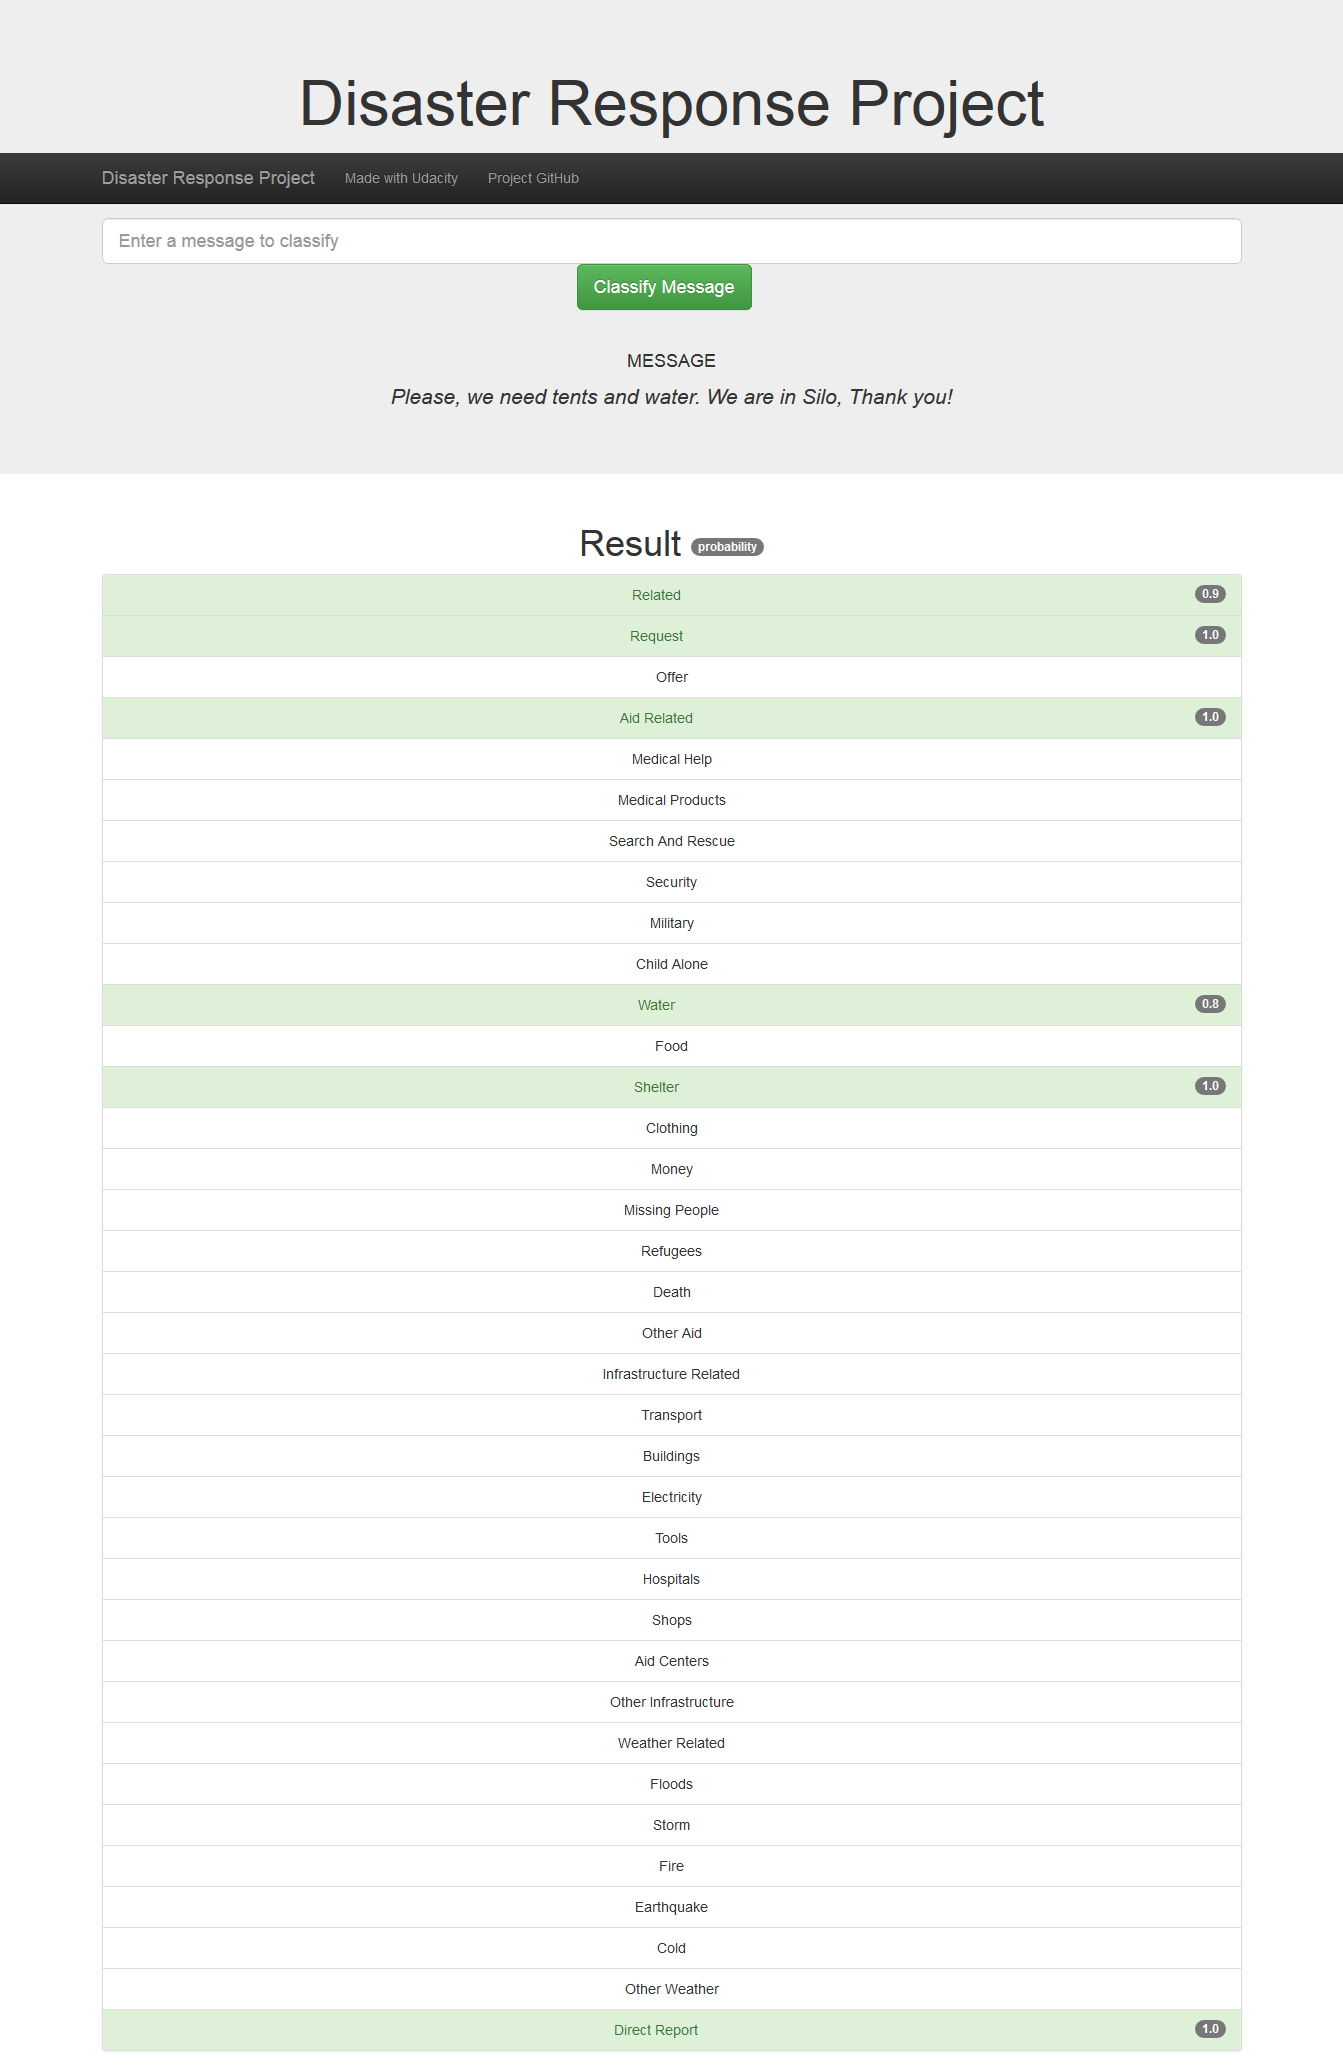 Disaster Response Project
Disaster Response Project Made with Udacity Project GitHub
Enter a message to classify
Classify Message
MESSAGE
Please, we need tents and water. We are in Silo, Thank you!
Result probability
Related 0.9
Request 1.0
Offer
Aid Related 1.0
Medical Help
Medical Products
Search And Rescue
Security
Military
Child Alone
Water 0.8
Food
Shelter 1.0
Clothing
Money
Missing People
Refugees
Death
Other Aid
Infrastructure Related
Transport
Buildings
Electricity
Tools
Hospitals
Shops
Aid Centers
Other Infrastructure
Weather Related
Floods
Storm
Fire
Earthquake
Cold
Other Weather
Direct Report 1.0